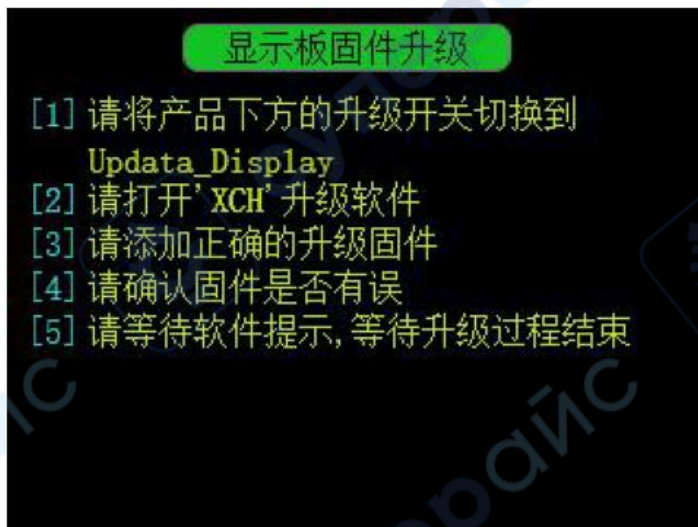 显示板固件升级
[1] 请将产品下方的升级开关切换到
Updata_Display
[2] 请打开'XCH'升级软件
[3] 请添加正确的升级固件
[4] 请确认固件是否有误
[5] 请等待软件提示,等待升级过程结束